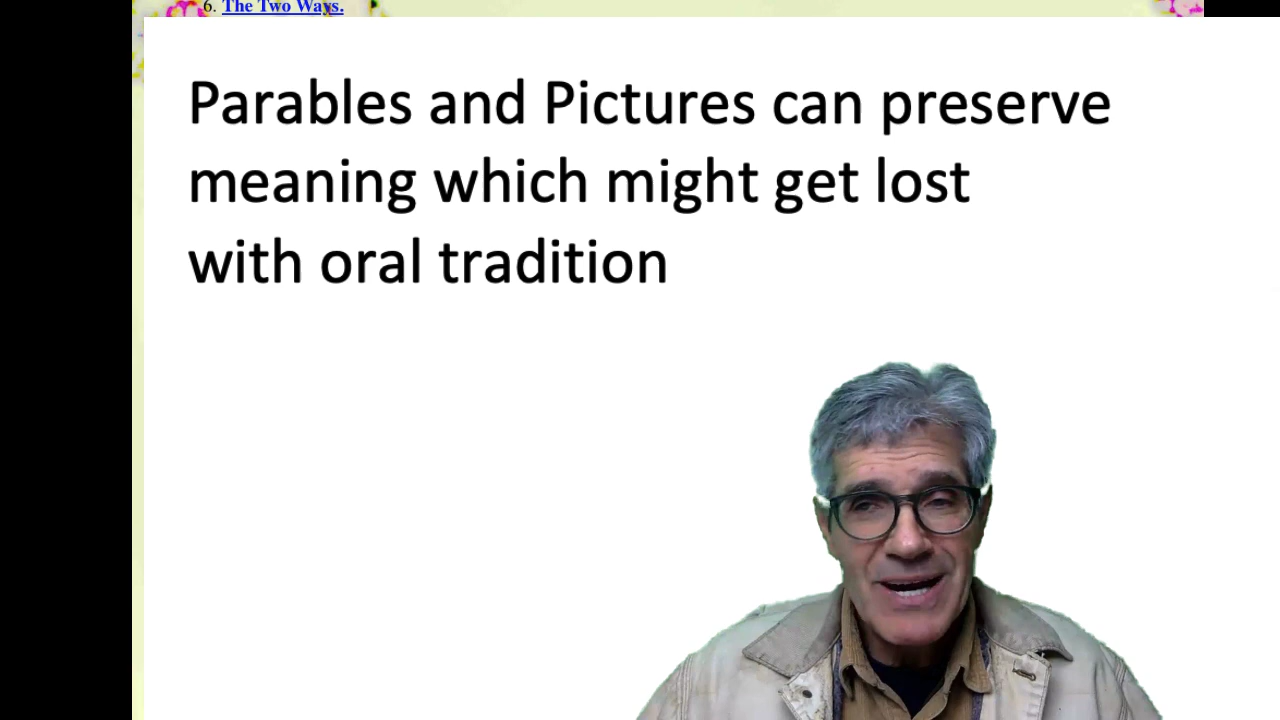 6. The Two Ways.
Parables and Pictures can preserve
meaning which might get lost
with oral tradition